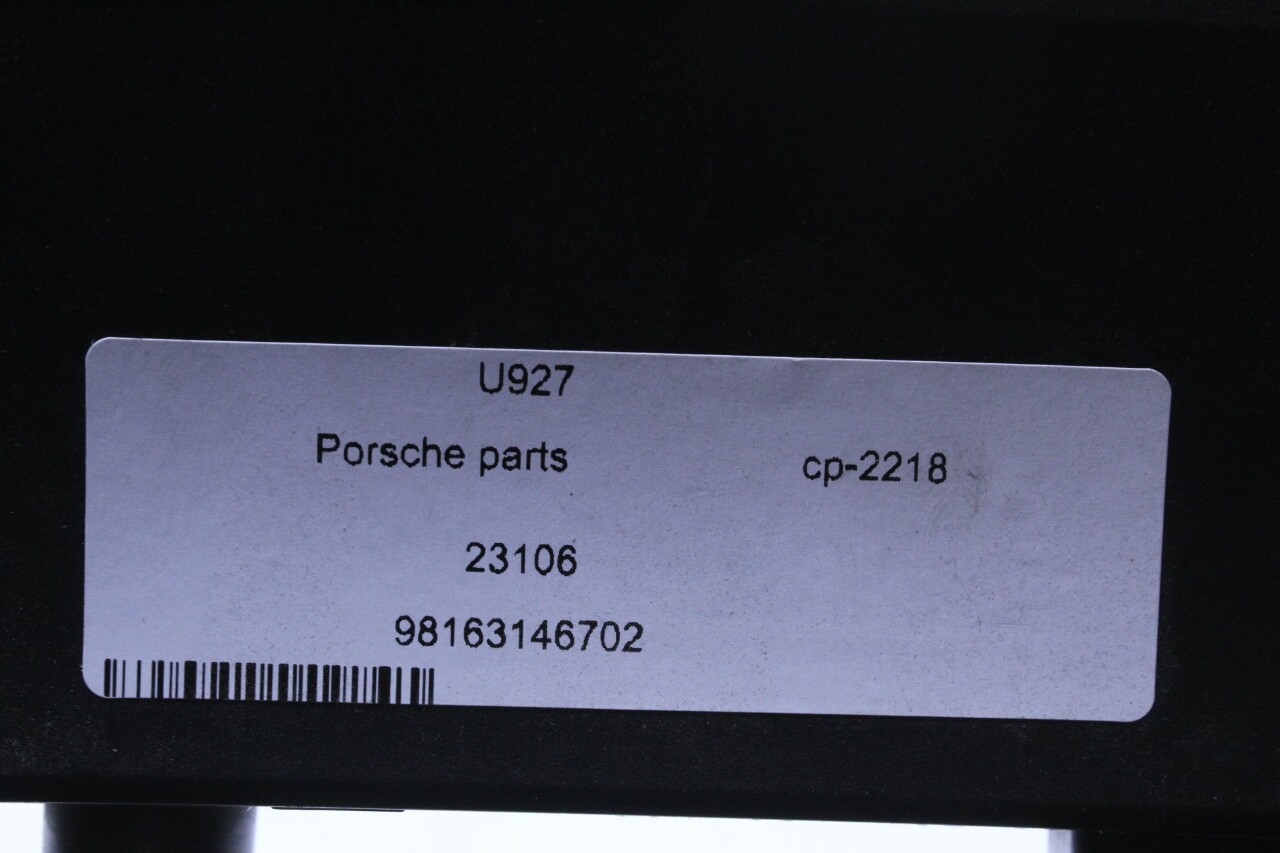 U927
Porsche parts cp-2218
23106
98163146702